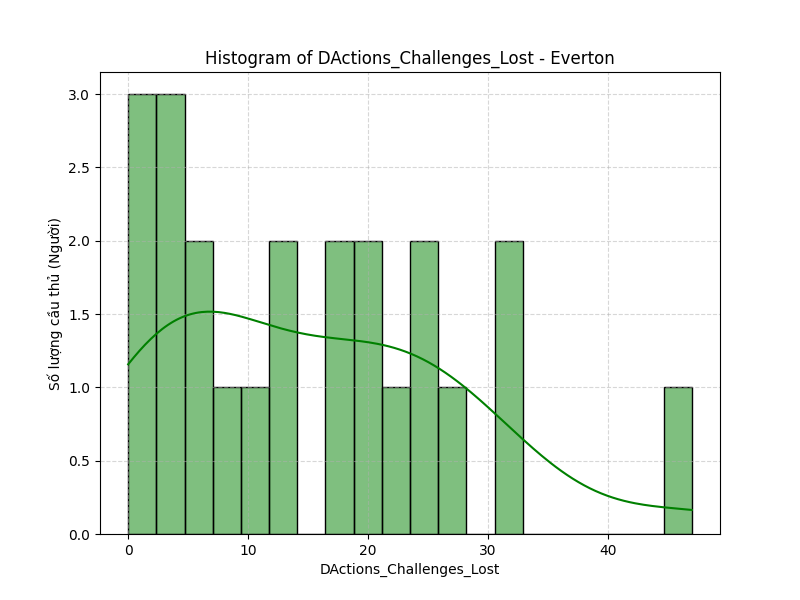 Histogram of DActions_Challenges_Lost - Everton
3.0
2.5
2.0
1.5
1.0
0.5
0.0
Số lượng cầu thủ (Người)
0 10 20 30 40
DActions_Challenges_Lost